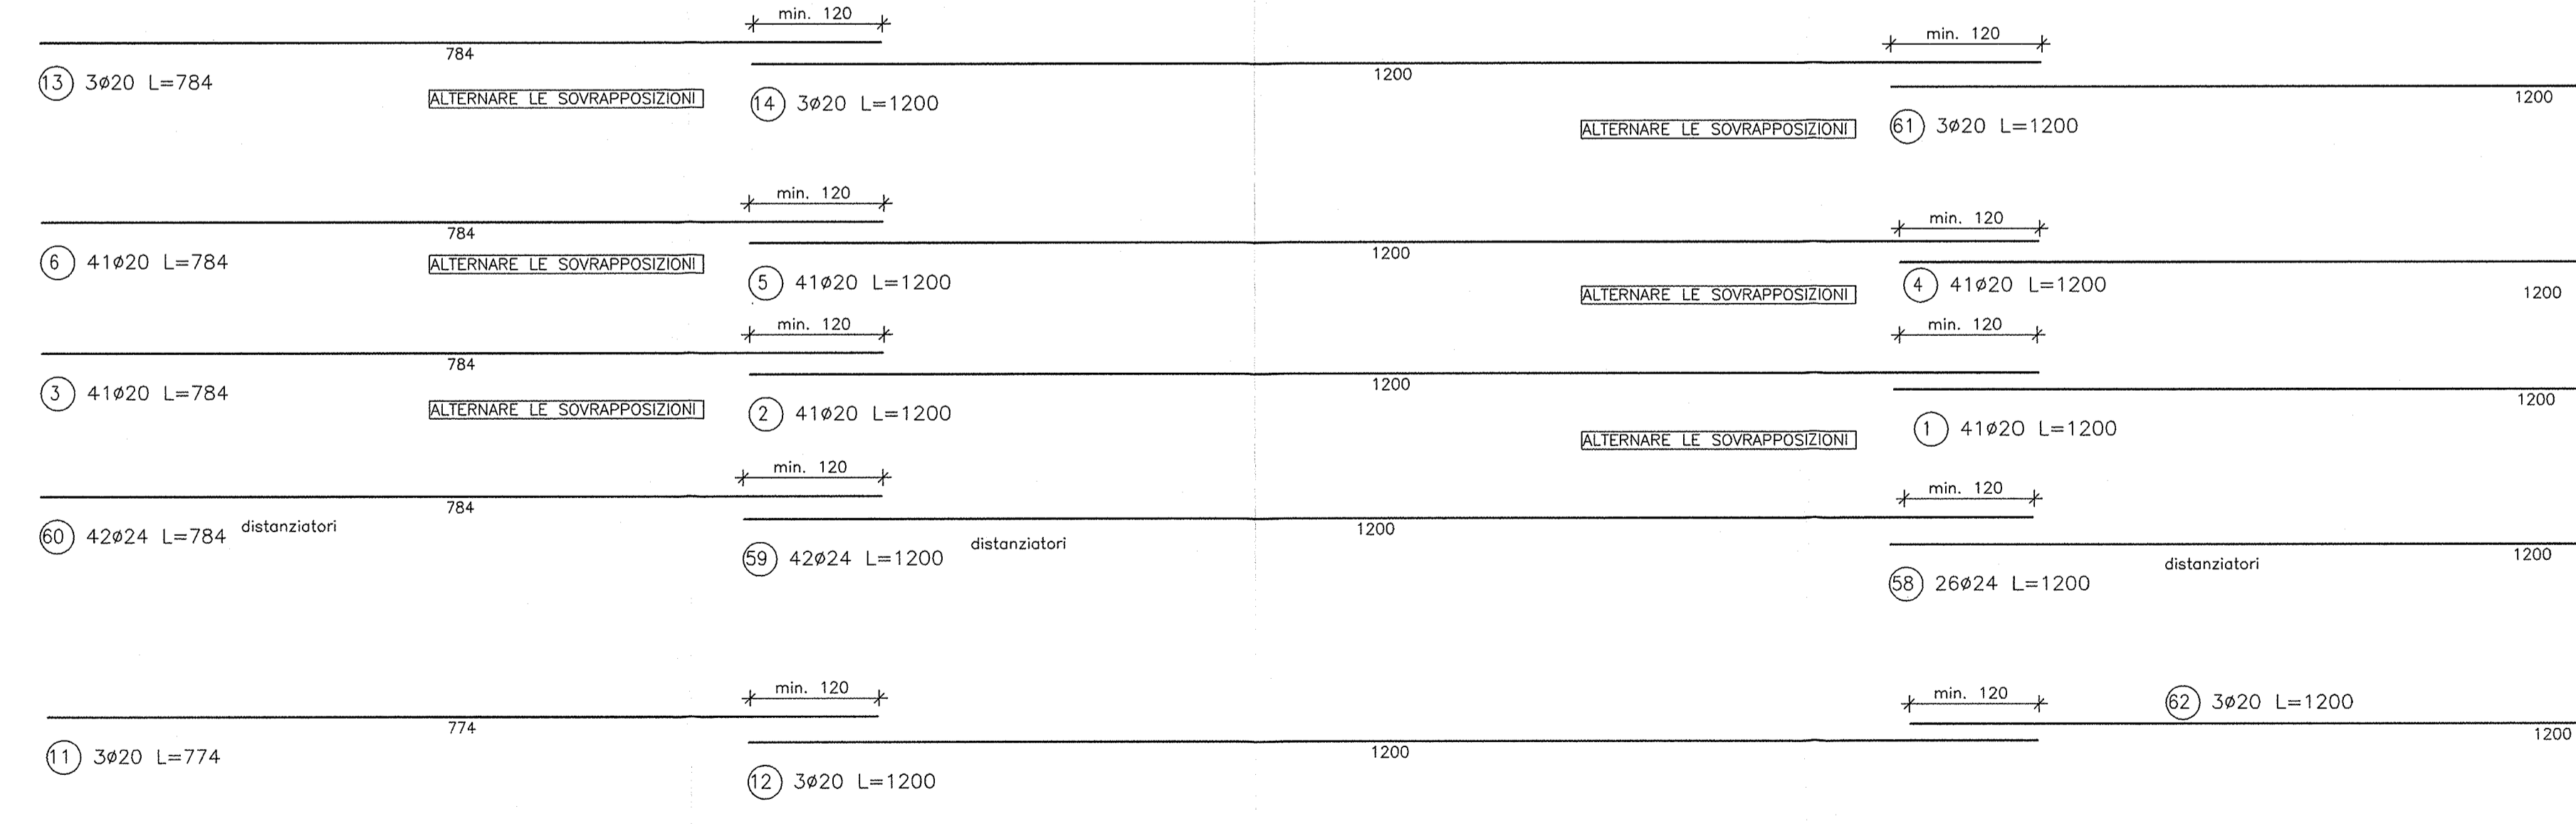 min. 120
784
13 3ø20 L=784
ALTERNARE LE SOVRAPPOSIZIONI
1200
14 3ø20 L=1200
ALTERNARE LE SOVRAPPOSIZIONI
min. 120
1200
61 3ø20 L=1200
min. 120
784
6 41ø20 L=784
ALTERNARE LE SOVRAPPOSIZIONI
1200
5 41ø20 L=1200
ALTERNARE LE SOVRAPPOSIZIONI
min. 120
4 41ø20 L=1200
1200
min. 120
784
3 41ø20 L=784
ALTERNARE LE SOVRAPPOSIZIONI
1200
2 41ø20 L=1200
ALTERNARE LE SOVRAPPOSIZIONI
min. 120
1200
1 41ø20 L=1200
min. 120
784
60 42ø24 L=784 distanziatori
1200
59 42ø24 L=1200 distanziatori
min. 120
1200
distanziatori
58 26ø24 L=1200
min. 120
774
11 3ø20 L=774
1200
12 3ø20 L=1200
min. 120
62 3ø20 L=1200
1200